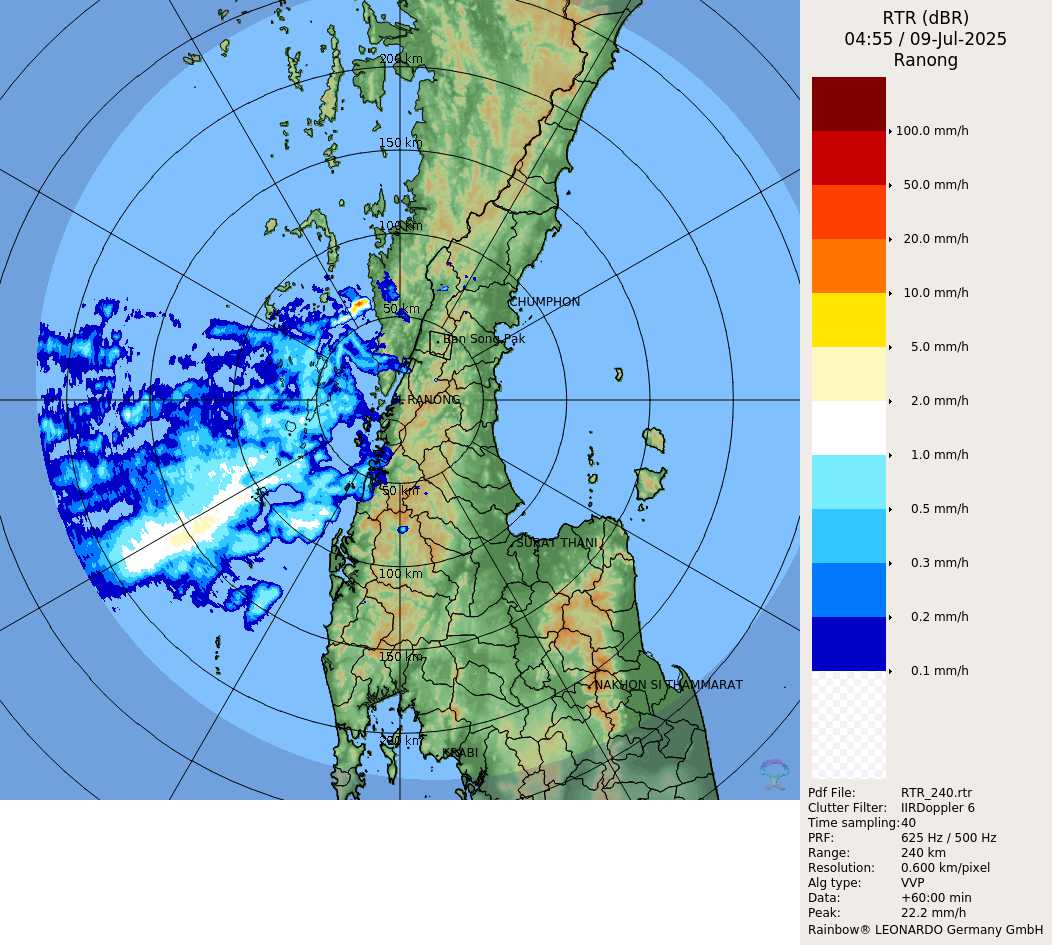 RTR (dBR)
04:55 / 09-Jul-2025
Ranong
200 km
150 km
100 km
50 km
CHUMPHON
Ban Song Pak
RANONG
50 km
SURAT THANI
100 km
150 km
NAKHON SI THAMMARAT
200 km
KRABI
100.0 mm/h
50.0 mm/h
20.0 mm/h
10.0 mm/h
5.0 mm/h
2.0 mm/h
1.0 mm/h
0.5 mm/h
0.3 mm/h
0.2 mm/h
0.1 mm/h
Pdf File: RTR_240.rtr
Clutter Filter: IIRDoppler 6
Time sampling:40
PRF: 625 Hz / 500 Hz
Range: 240 km
Resolution: 0.600 km/pixel
Alg type: VVP
Data: +60:00 min
Peak: 22.2 mm/h
Rainbow® LEONARDO Germany GmbH